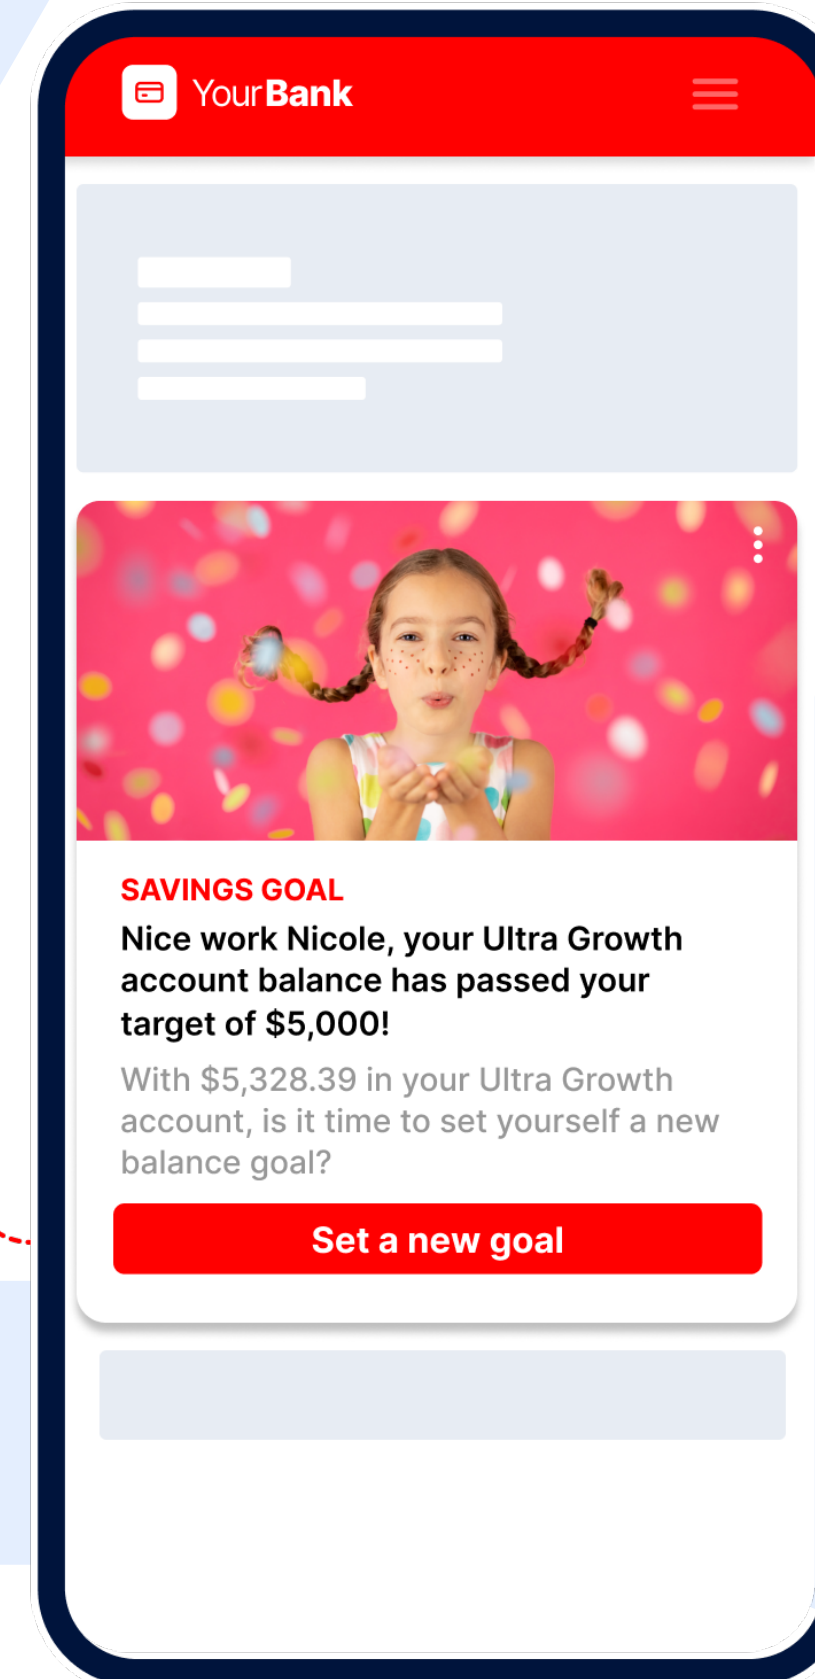 YourBank
SAVINGS GOAL
Nice work Nicole, your Ultra Growth
account balance has passed your
target of $5,000!
With $5,328.39 in your Ultra Growth
account, is it time to set yourself a new
balance goal?
Set a new goal